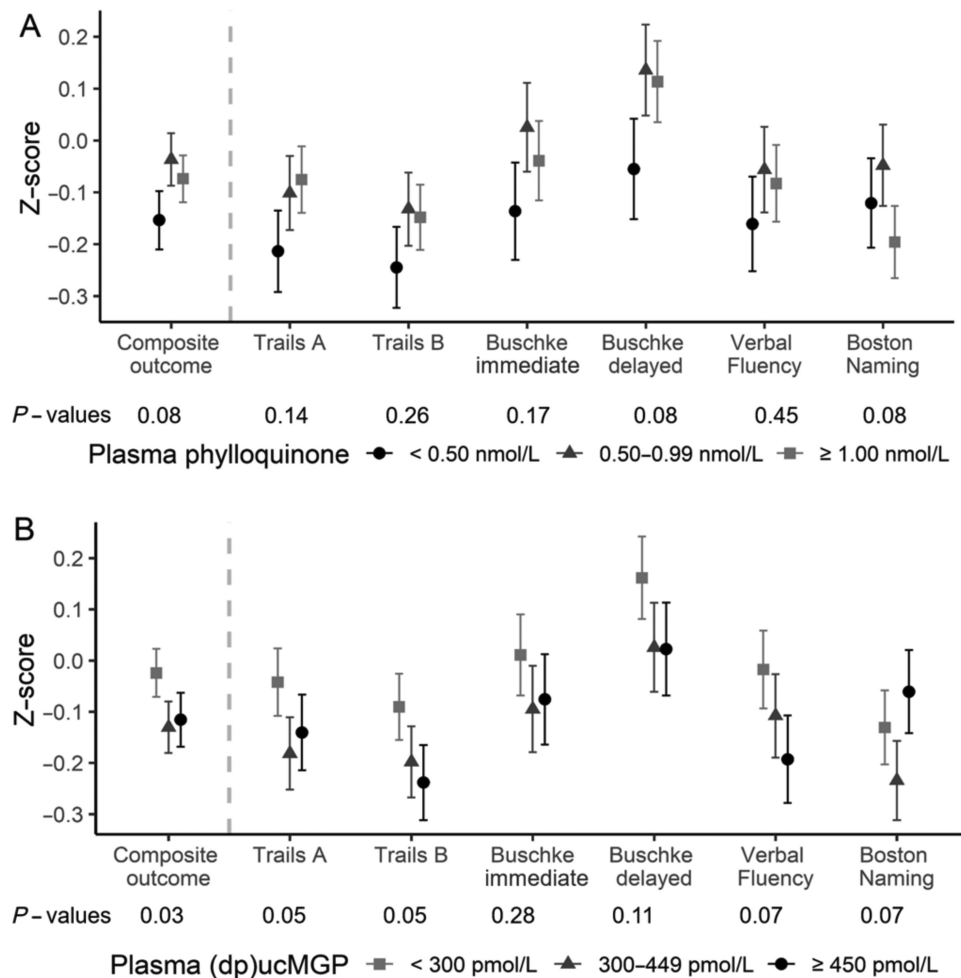 A
Z-score
0.2
0.1
0.0
−0.1
−0.2
−0.3
Composite outcome
Trails A
Trails B
Buschke immediate
Buschke delayed
Verbal Fluency
Boston Naming
P – values 0.08 0.14 0.26 0.17 0.08 0.45 0.08
Plasma phylloquinone < 0.50 nmol/L 0.50–0.99 nmol/L ≥ 1.00 nmol/L
B
Z-score
0.2
0.1
0.0
−0.1
−0.2
−0.3
Composite outcome
Trails A
Trails B
Buschke immediate
Buschke delayed
Verbal Fluency
Boston Naming
P – values 0.03 0.05 0.05 0.28 0.11 0.07 0.07
Plasma (dp)ucMGP < 300 pmol/L 300–449 pmol/L ≥ 450 pmol/L